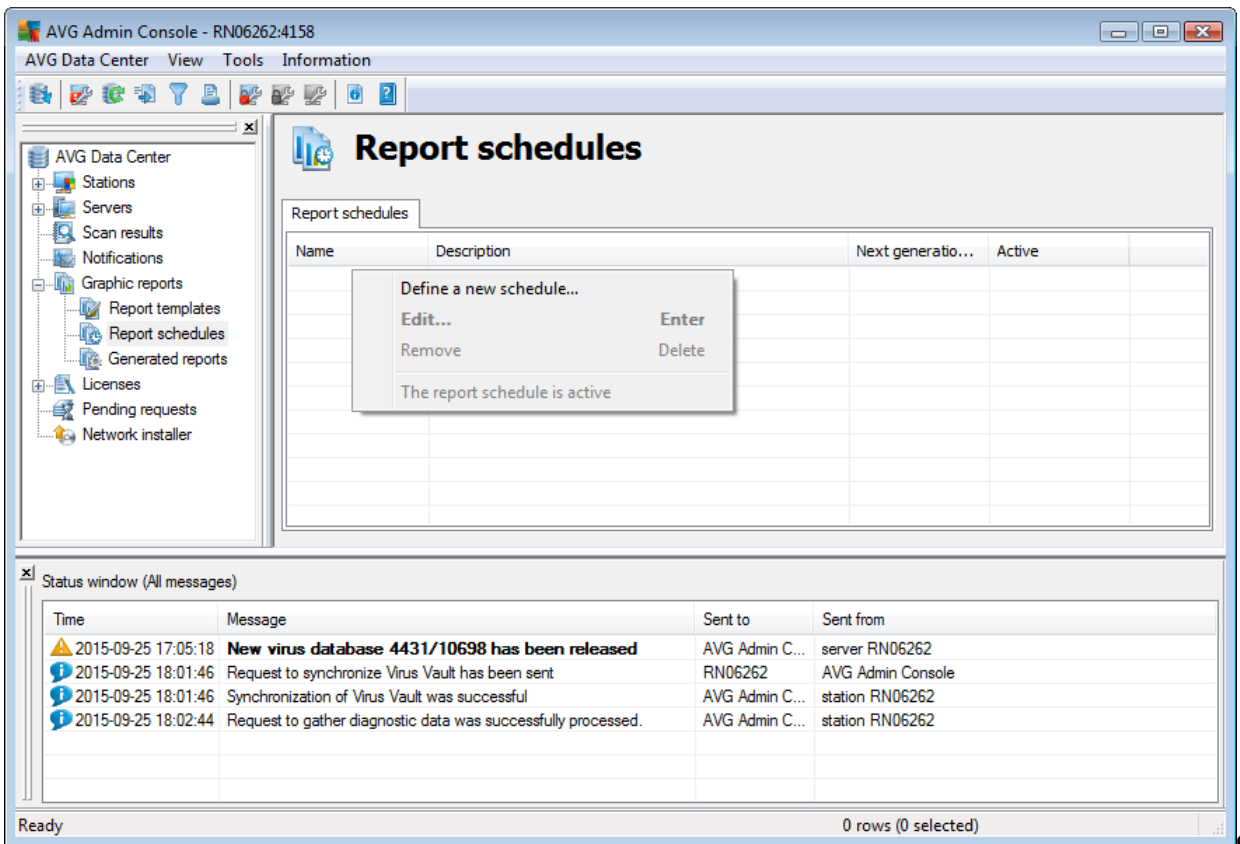 AVG Admin Console - RN06262:4158
AVG Data Center View Tools Information
AVG Data Center
Stations
Servers
Scan results
Notifications
Graphic reports
Report templates
Report schedules
Generated reports
Licenses
Pending requests
Network installer
Report schedules
Report schedules
Name Description Next generatio... Active
Define a new schedule...
Edit... Enter
Remove Delete
The report schedule is active
Status window (All messages)
Time Message Sent to Sent from
2015-09-25 17:05:18 New virus database 4431/10698 has been released AVG Admin C... server RN06262
2015-09-25 18:01:46 Request to synchronize Virus Vault has been sent RN06262 AVG Admin Console
2015-09-25 18:01:46 Synchronization of Virus Vault was successful AVG Admin C... station RN06262
2015-09-25 18:02:44 Request to gather diagnostic data was successfully processed. AVG Admin C... station RN06262
Ready 0 rows (0 selected)